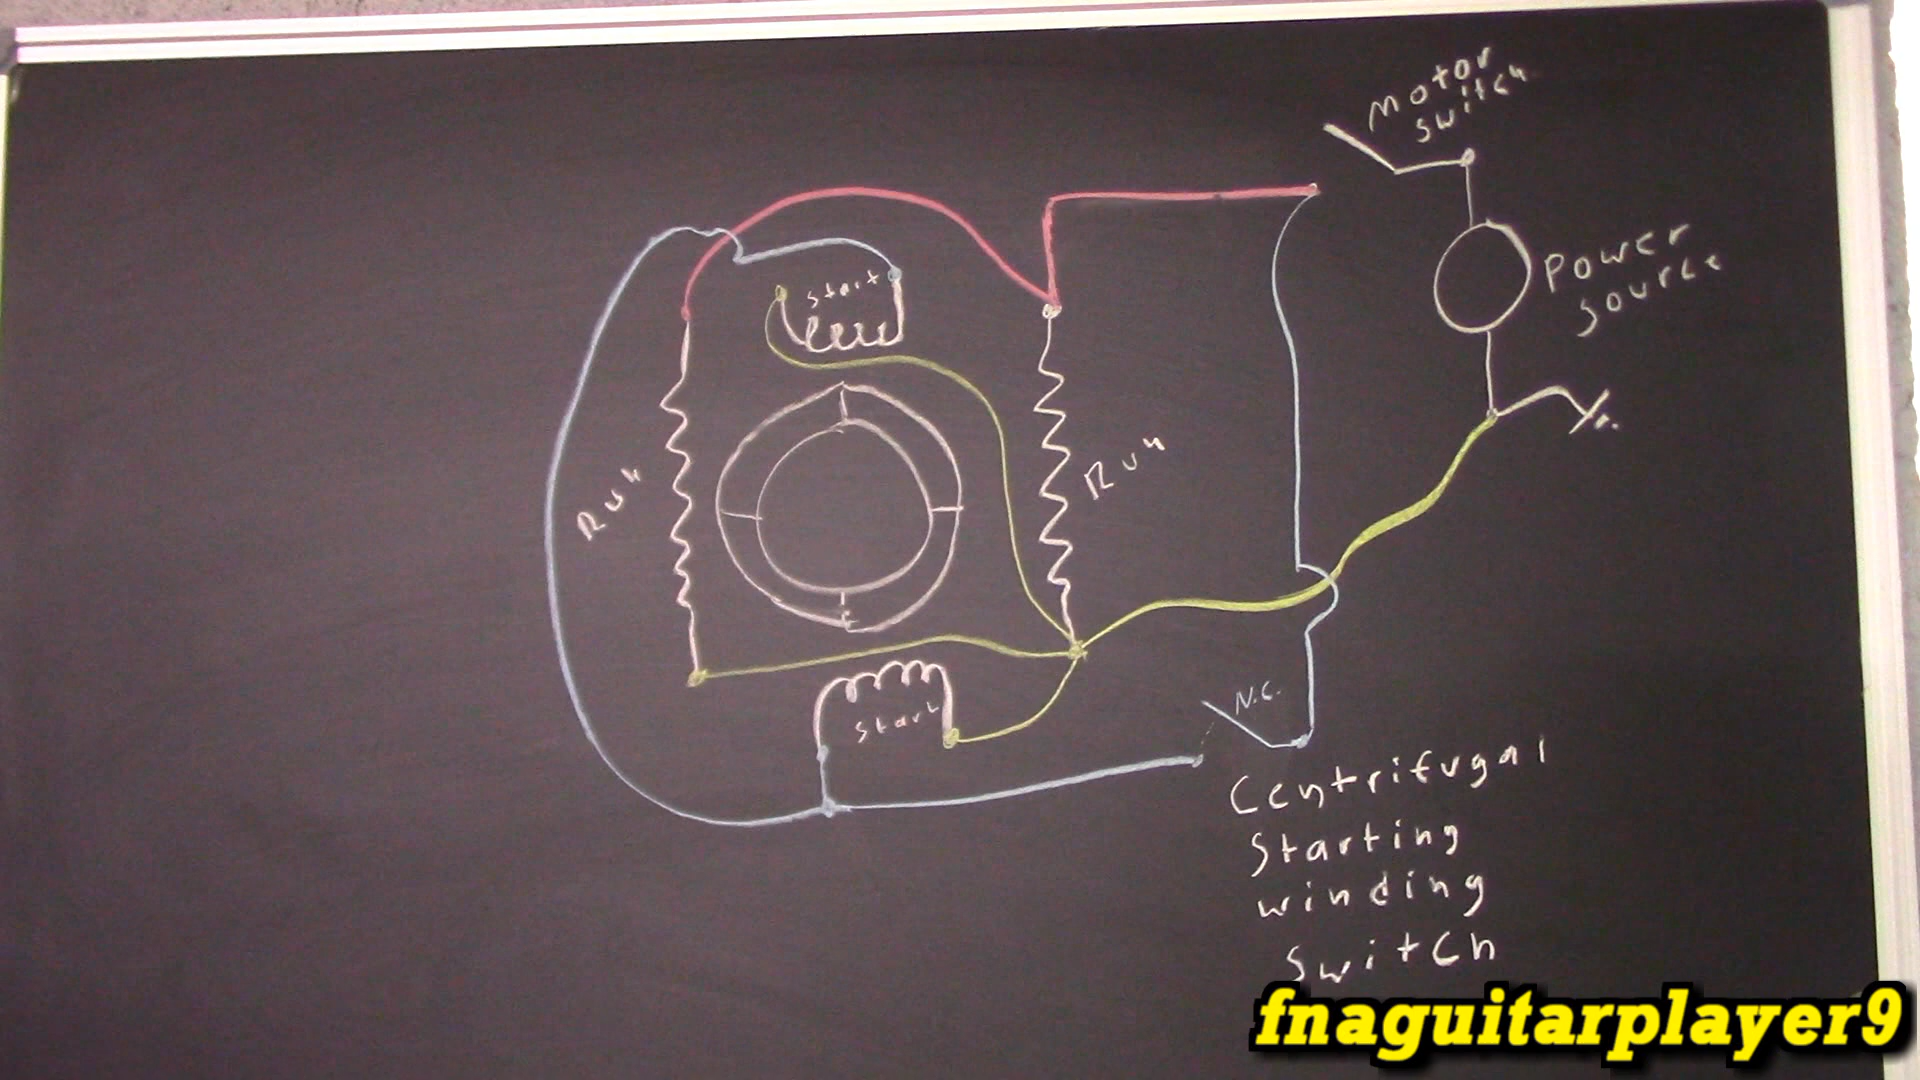 Motor
Switch
Power
Source
Start
Run
Run
Start
N.C.
Centrifugal
Starting
winding
Switch
fnaguitarplayer9